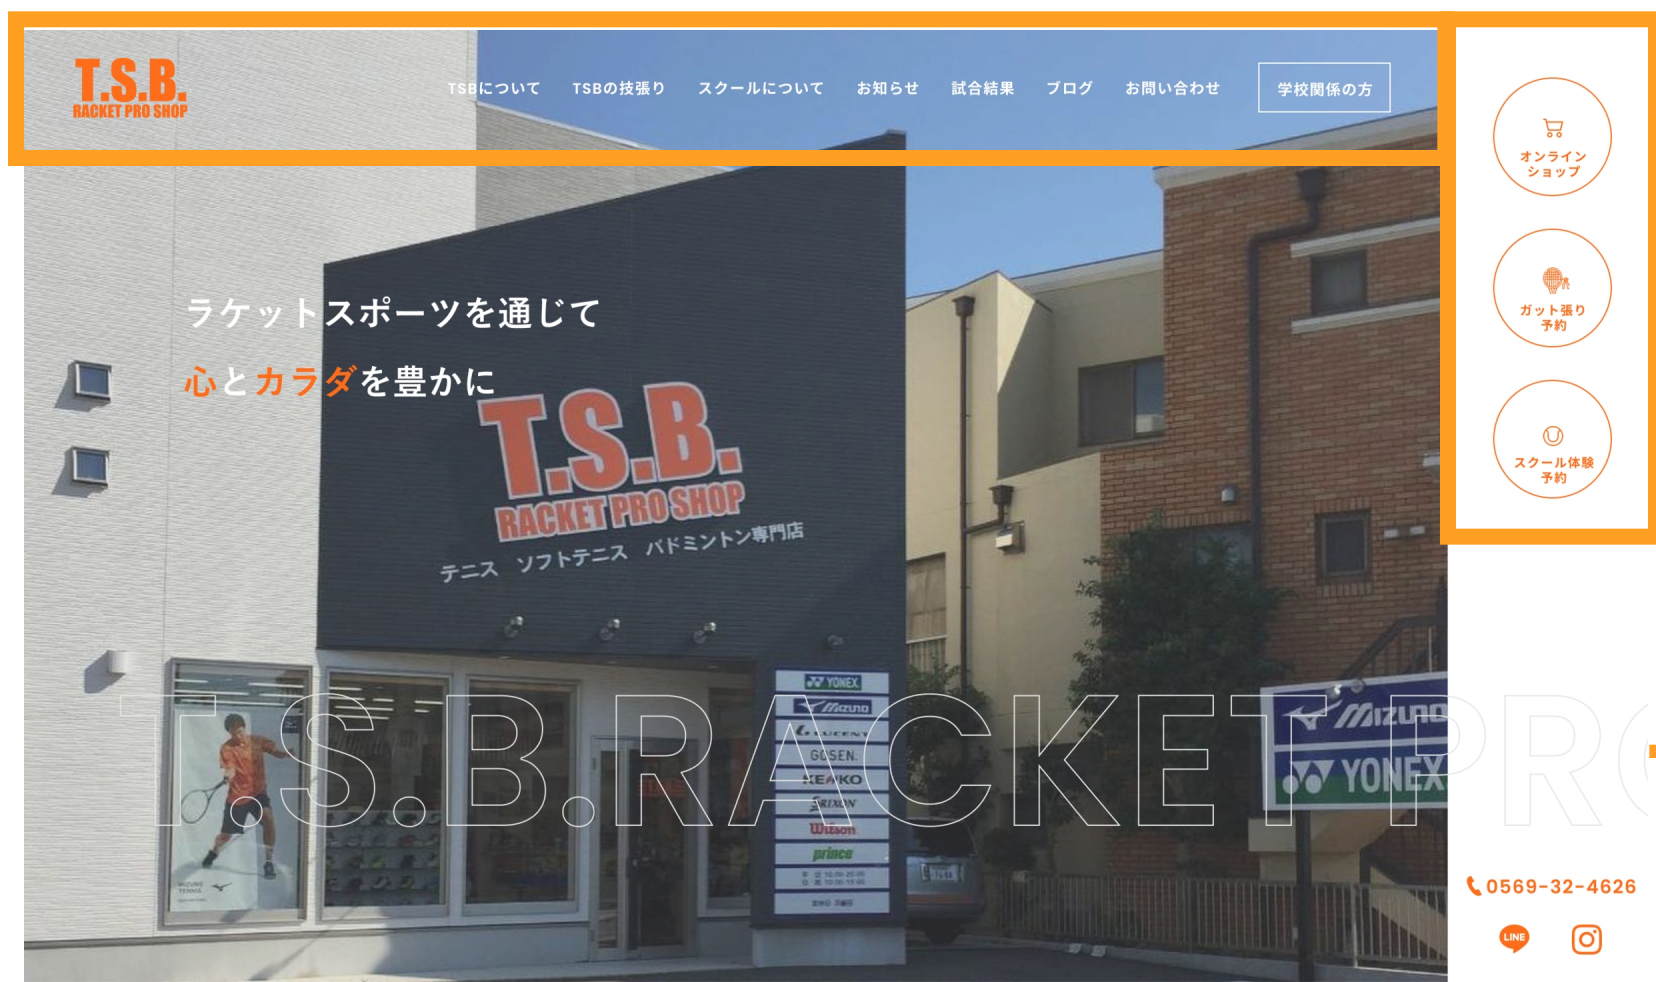 T.S.B.
RACKET PRO SHOP
TSBについて
TSBの技張り
スクールについて
お知らせ
試合結果
ブログ
お問い合わせ
学校関係の方
オンライン
ショップ
ガット張り
予約
スクール体験
予約
ラケットスポーツを通じて
心とカラダを豊かに
T.S.B.
RACKET PRO SHOP
テニス ソフトテニス バドミントン専門店
YONEX
MIZUNO
LUCENT
GOSEN.
KENKO
SRIXON
Wilson
prince
MIZUNO
TENNIS
MIZUNO
YONEX
T.S.B.RACKET PRO
0569-32-4626
LINE